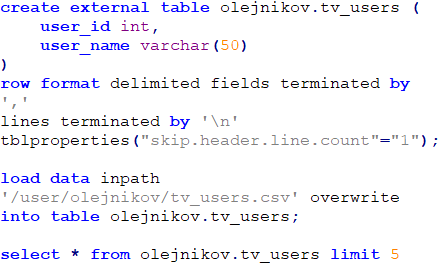 create external table olejnikov.tv_users (
    user_id int,
    user_name varchar(50)
)
row format delimited fields terminated by
','
lines terminated by '\n'
tblproperties("skip.header.line.count"="1");

load data inpath
'/user/olejnikov/tv_users.csv' overwrite
into table olejnikov.tv_users;

select * from olejnikov.tv_users limit 5